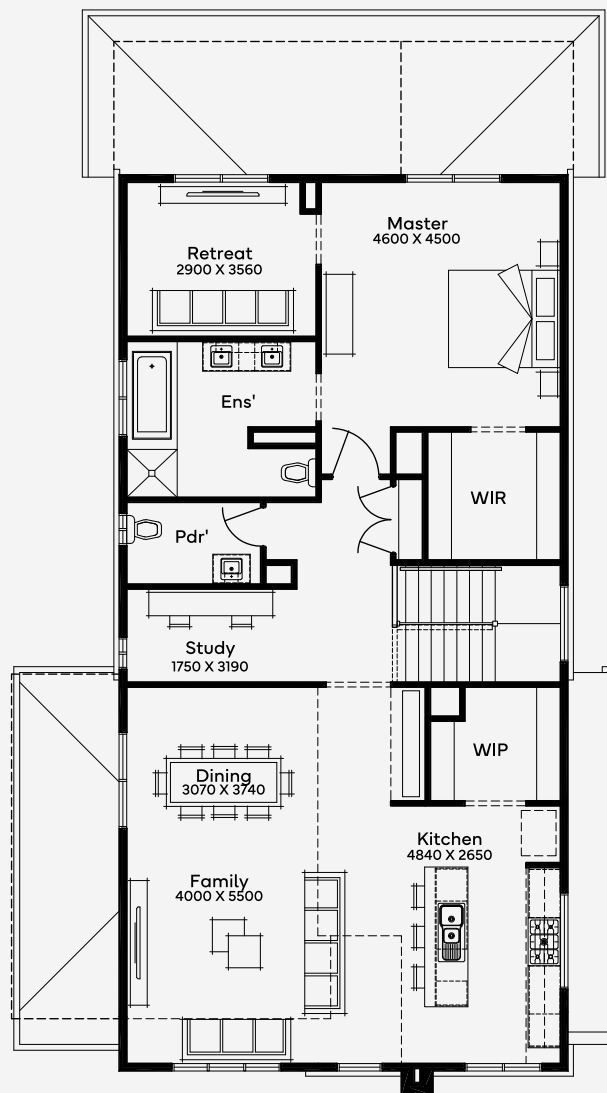 Master
4600 X 4500
Retreat
2900 X 3560
Ens'
WIR
Pdr'
Study
1750 X 3190
WIP
Dining
3070 X 3740
Kitchen
4840 X 2650
Family
4000 X 5500